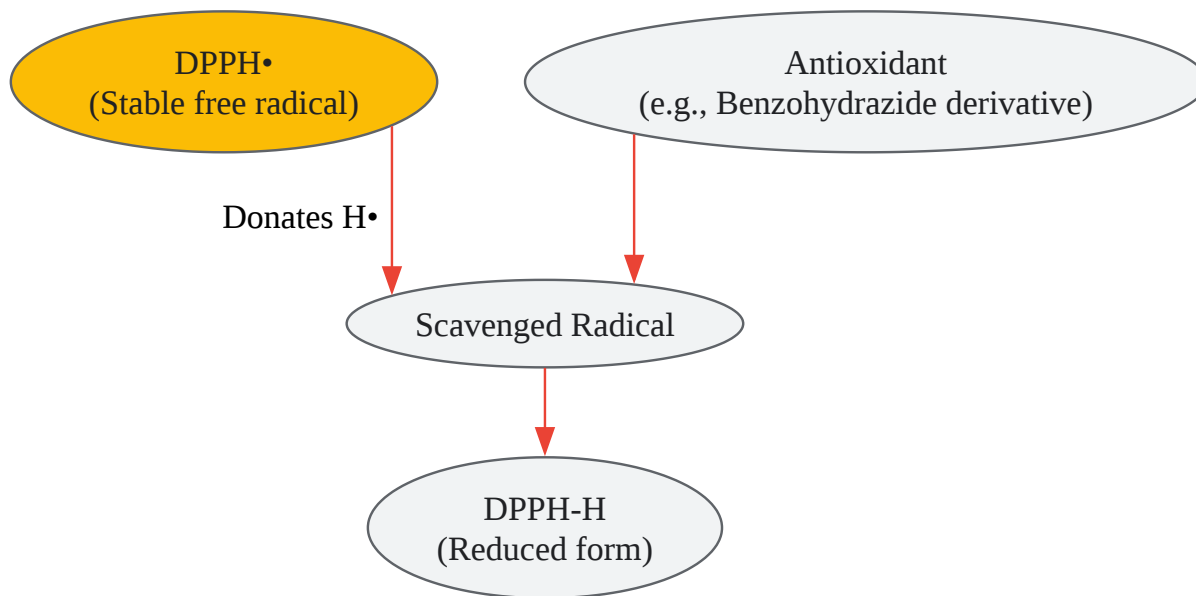 DPPH•
(Stable free radical)
Antioxidant
(e.g., Benzohydrazide derivative)
Donates H•
Scavenged Radical
DPPH-H
(Reduced form)